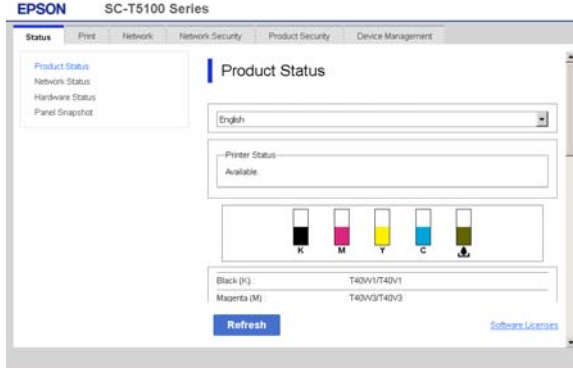 EPSON SC-T5100 Series
Status Print Network Network Security Product Security Device Management
Product Status
Network Status
Hardware Status
Panel Snapshot
Product Status
English
Printer Status
Available.
K M Y C
Black (K) : T40W1/T40V1
Magenta (M) : T40W3/T40V3
Refresh
Software Licenses